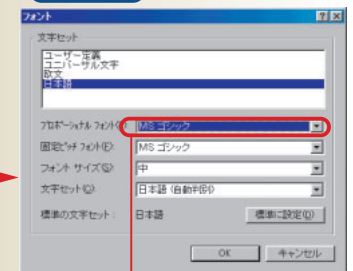 フォント
文字セット
ユーザー定義
ユニバーサル文字
欧文
日本語
プロポーショナル フォント(P):
MS ゴシック
固定ピッチ フォント(F):
MS ゴシック
フォント サイズ(S):
中
文字セット(C):
日本語 (自動判別)
標準の文字セット:
日本語
標準に設定(D)
OK
キャンセル